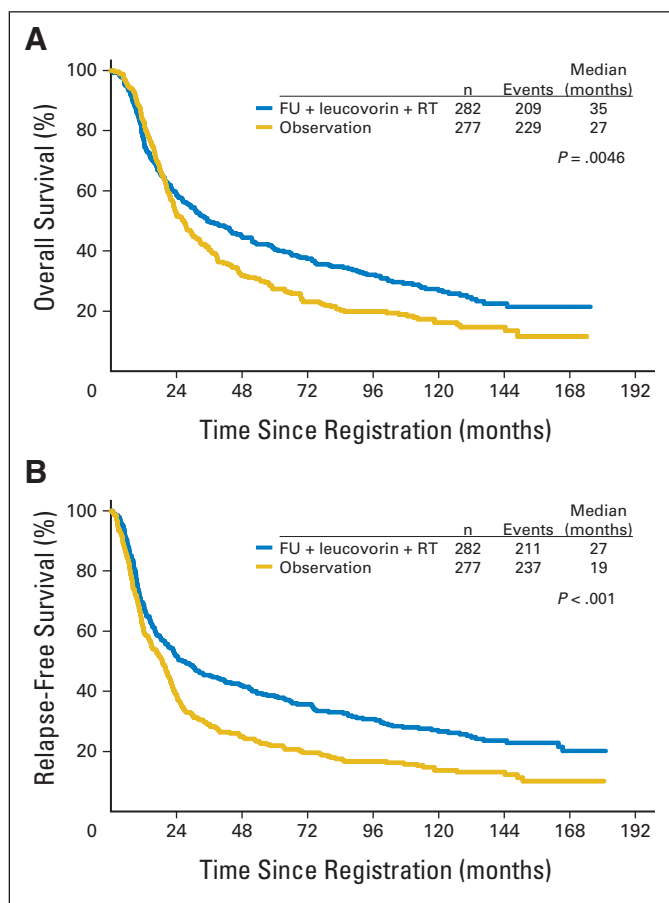 A
100
80
60
40
20
0
Overall Survival (%)
Median
n Events (months)
FU + leucovorin + RT 282 209 35
Observation 277 229 27
P = .0046
24 48 72 96 120 144 168 192
Time Since Registration (months)
B
100
80
60
40
20
0
Relapse-Free Survival (%)
Median
n Events (months)
FU + leucovorin + RT 282 211 27
Observation 277 237 19
P < .001
24 48 72 96 120 144 168 192
Time Since Registration (months)